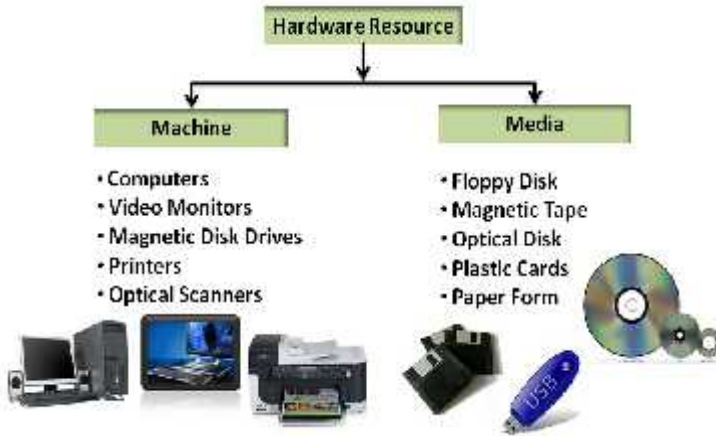 Hardware Resource
Machine
Media
• Computers
• Video Monitors
• Magnetic Disk Drives
• Printers
• Optical Scanners
• Floppy Disk
• Magnetic Tape
• Optical Disk
• Plastic Cards
• Paper Form
USB